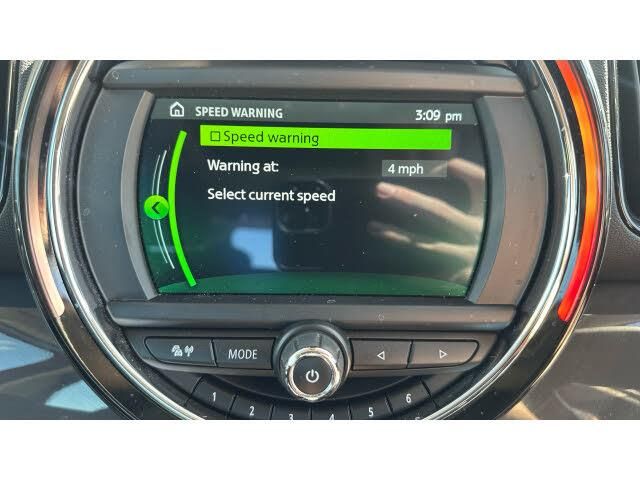 SPEED WARNING 3:09 pm
Speed warning
Warning at: 4 mph
Select current speed
MODE
1 2 3 4 5 6